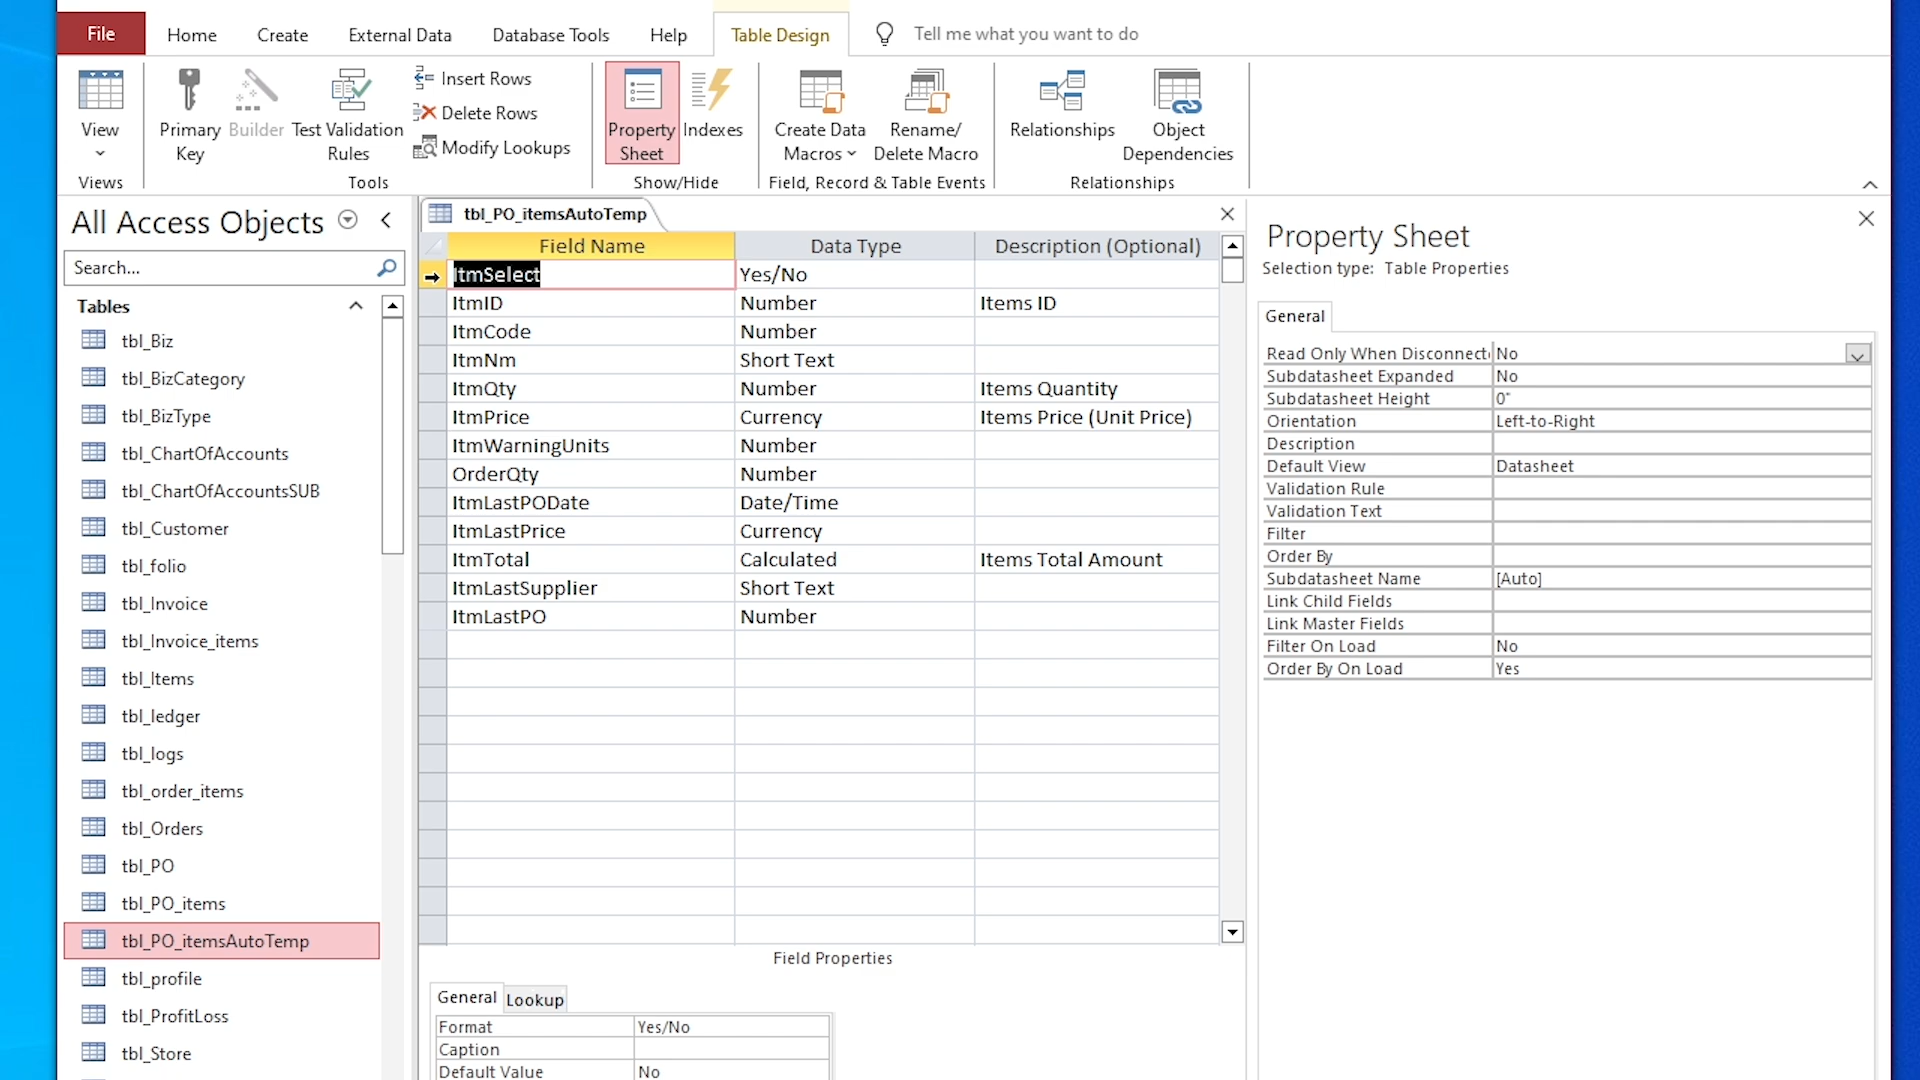 File Home Create External Data Database Tools Help Table Design Tell me what you want to do
View
Views
Primary Key
Builder
Test Validation Rules
Insert Rows
Delete Rows
Modify Lookups
Tools
Property Sheet
Indexes
Show/Hide
Create Data Macros
Rename/ Delete Macro
Field, Record & Table Events
Relationships
Object Dependencies
Relationships
All Access Objects
Search...
Tables
tbl_Biz
tbl_BizCategory
tbl_BizType
tbl_ChartOfAccounts
tbl_ChartOfAccountsSUB
tbl_Customer
tbl_folio
tbl_Invoice
tbl_Invoice_items
tbl_Items
tbl_ledger
tbl_logs
tbl_order_items
tbl_Orders
tbl_PO
tbl_PO_items
tbl_PO_itemsAutoTemp
tbl_profile
tbl_ProfitLoss
tbl_Store
tbl_PO_itemsAutoTemp
Field Name Data Type Description (Optional)
ItmSelect Yes/No
ItmID Number Items ID
ItmCode Number
ItmNm Short Text
ItmQty Number Items Quantity
ItmPrice Currency Items Price (Unit Price)
ItmWarningUnits Number
OrderQty Number
ItmLastPODate Date/Time
ItmLastPrice Currency
ItmTotal Calculated Items Total Amount
ItmLastSupplier Short Text
ItmLastPO Number
Field Properties
General Lookup
Format Yes/No
Caption
Default Value No
Property Sheet
Selection type: Table Properties
General
Read Only When Disconnect No
Subdatasheet Expanded No
Subdatasheet Height 0"
Orientation Left-to-Right
Description
Default View Datasheet
Validation Rule
Validation Text
Filter
Order By
Subdatasheet Name [Auto]
Link Child Fields
Link Master Fields
Filter On Load No
Order By On Load Yes